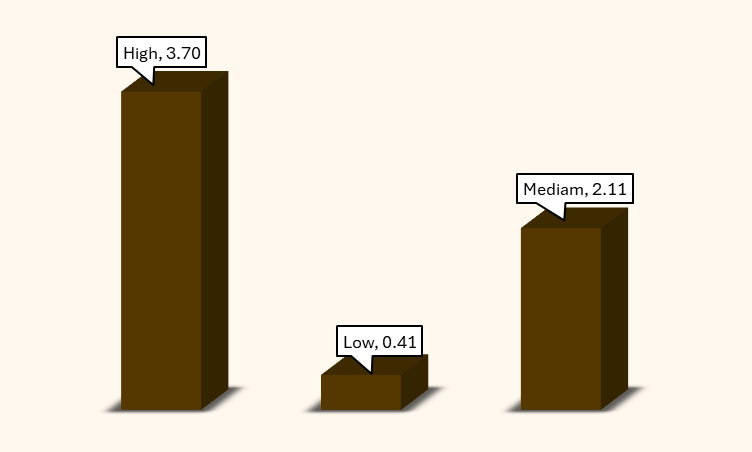 High, 3.70
Low, 0.41
Mediam, 2.11